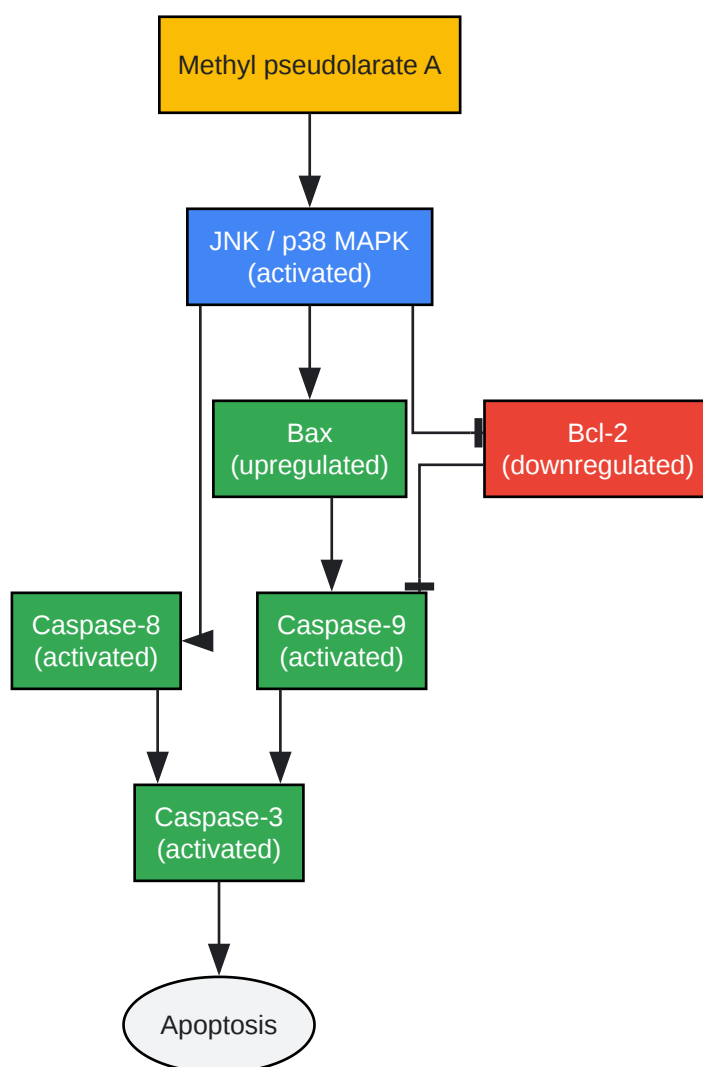 Methyl pseudolarate A
JNK / p38 MAPK
(activated)
Bax
(upregulated)
Bcl-2
(downregulated)
Caspase-8
(activated)
Caspase-9
(activated)
Caspase-3
(activated)
Apoptosis